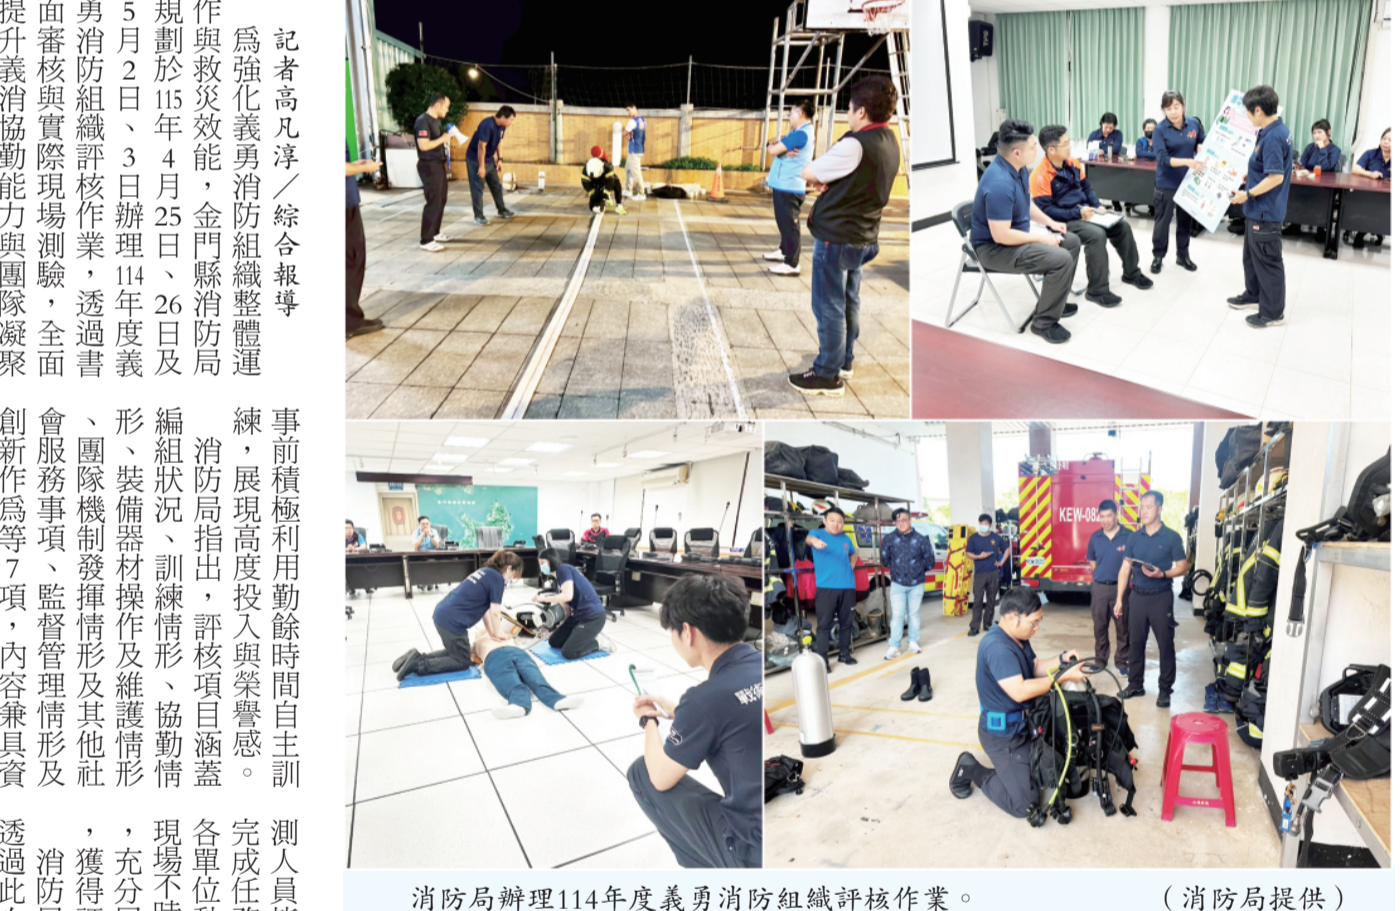 記者高凡淳／綜合報導
爲強化義勇消防組織整體運
作與救災效能，金門縣消防局
規劃於115年4月25日、26日及
5月2日、3日辦理114年度義
勇消防組織評核作業，透過書
面審核與實際現場測驗，全面
提升義消協勤能力與團隊凝聚
事前積極利用勤餘時間自主訓
練，展現高度投入與榮譽感。
消防局指出，評核項目涵蓋
編組狀況、訓練情形、協勤情
形、裝備器材操作及維護情形
、團隊機制發揮情形及其他社
會服務事項、監督管理情形及
創新作爲等7項，內容兼具資
測人員
完成任
各單位
現場不時
，充分
，獲得
消防
透過此
KEW-082
戰術
消防局辦理114年度義勇消防組織評核作業。
（消防局提供）